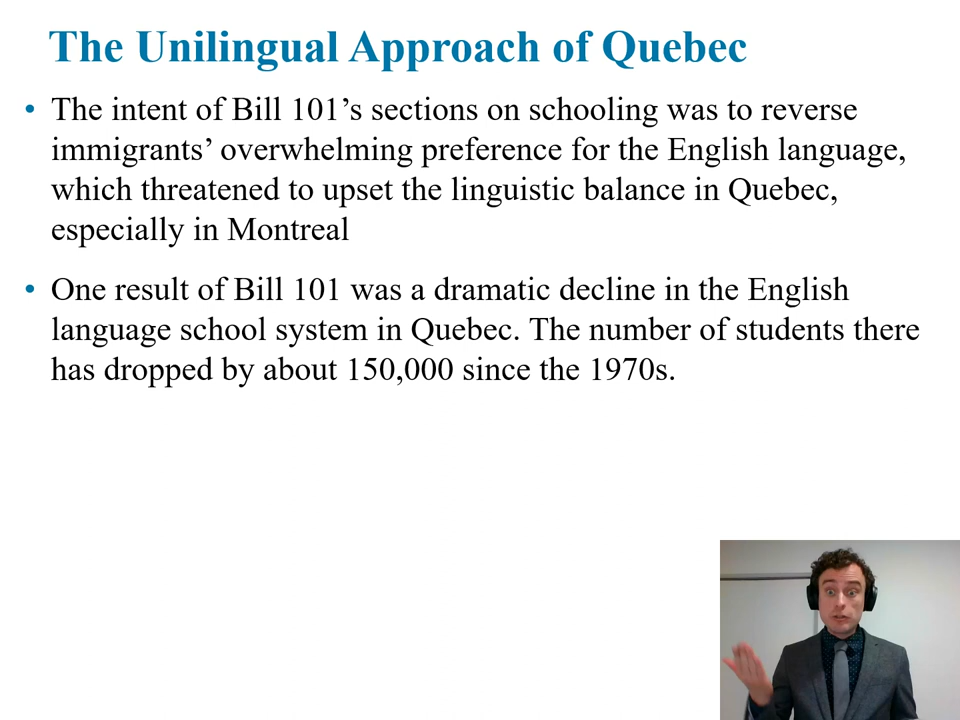 The Unilingual Approach of Quebec
• The intent of Bill 101’s sections on schooling was to reverse
immigrants’ overwhelming preference for the English language,
which threatened to upset the linguistic balance in Quebec,
especially in Montreal
• One result of Bill 101 was a dramatic decline in the English
language school system in Quebec. The number of students there
has dropped by about 150,000 since the 1970s.